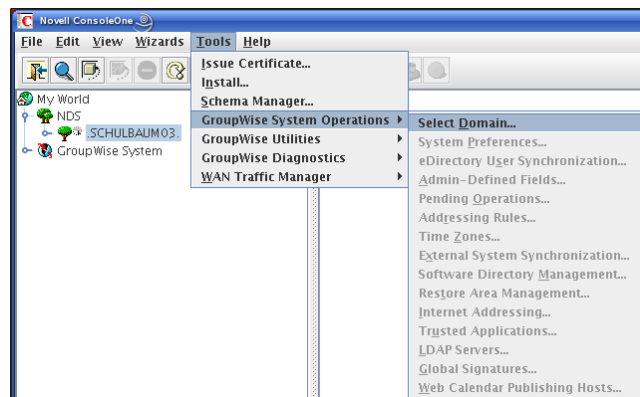 Novell ConsoleOne
File Edit View Wizards Tools Help
My World
NDS
.SCHULBAUM03.
GroupWise System
Issue Certificate...
Install...
Schema Manager...
GroupWise System Operations
GroupWise Utilities
GroupWise Diagnostics
WAN Traffic Manager
Select Domain...
System Preferences...
eDirectory User Synchronization...
Admin-Defined Fields...
Pending Operations...
Addressing Rules...
Time Zones...
External System Synchronization...
Software Directory Management...
Restore Area Management...
Internet Addressing...
Trusted Applications...
LDAP Servers...
Global Signatures...
Web Calendar Publishing Hosts...